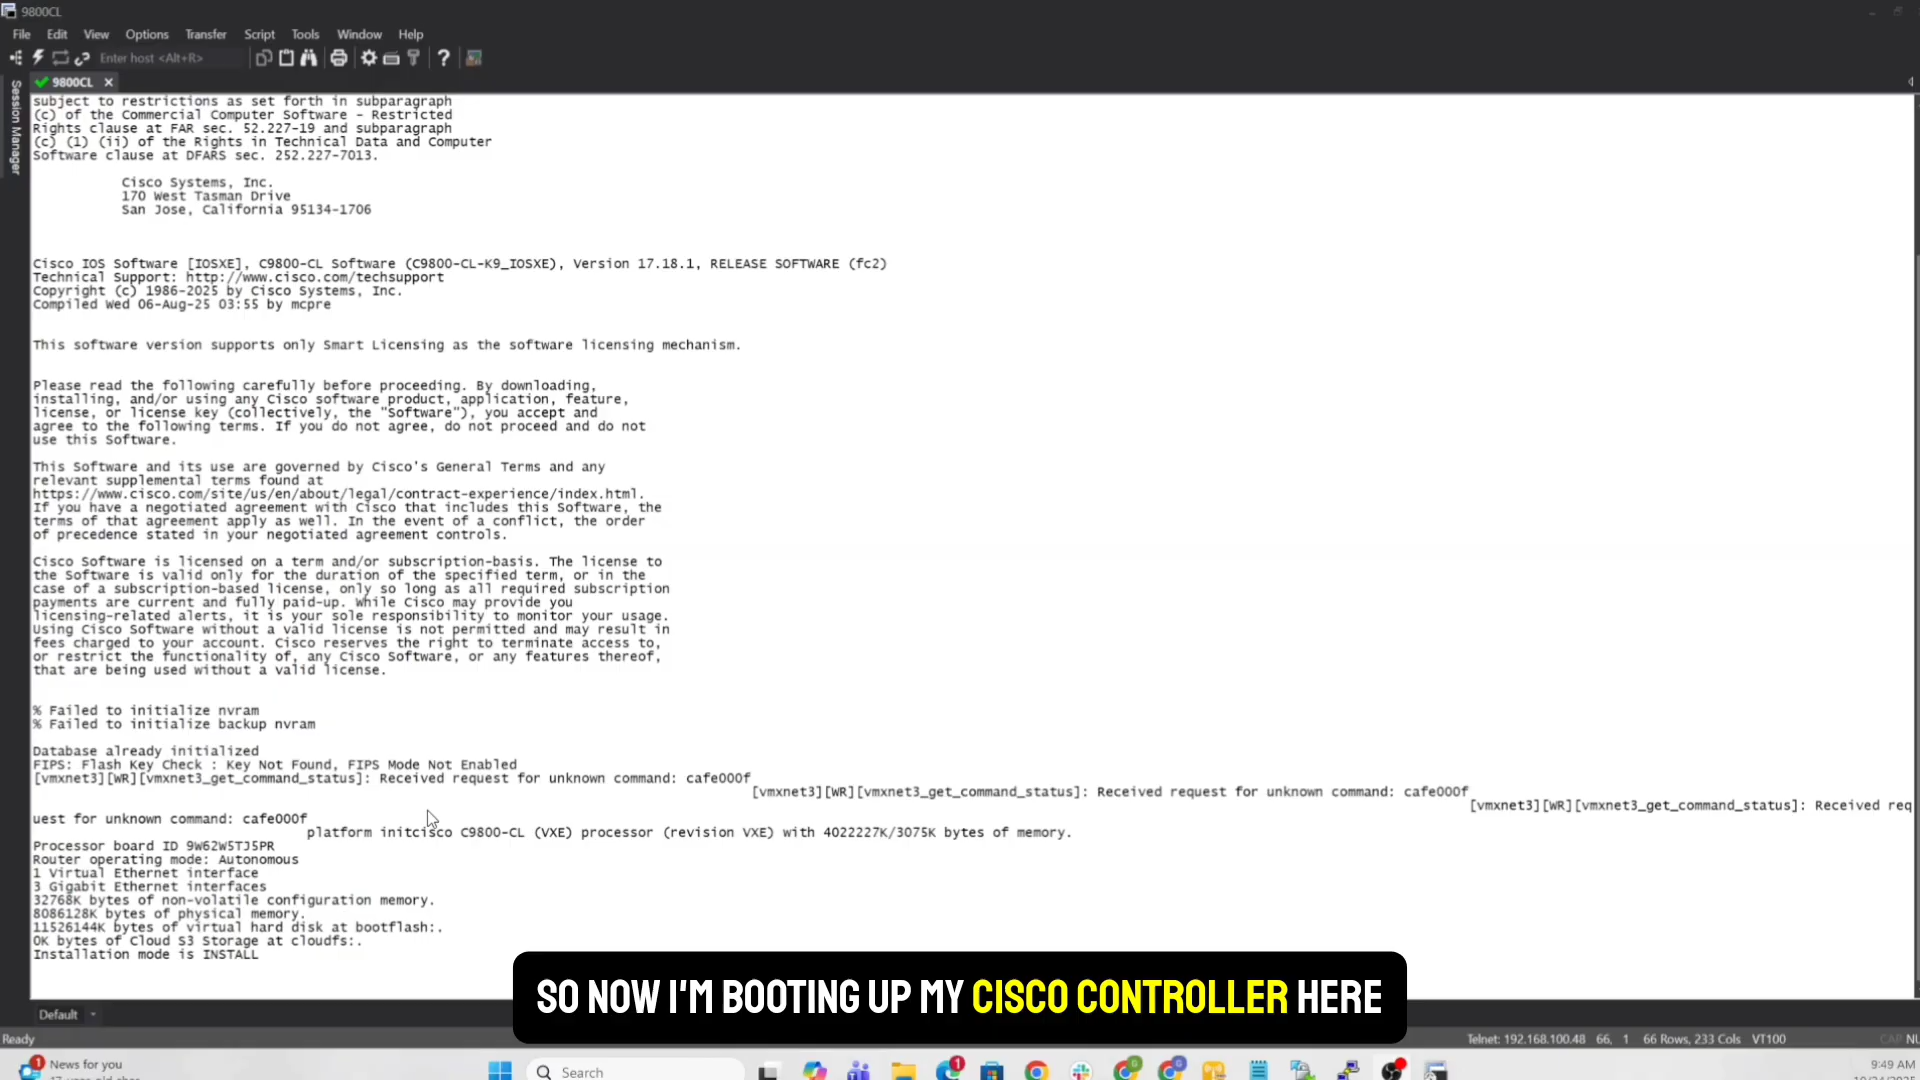 9800CL
File Edit View Options Transfer Script Tools Window Help
Enter host <Alt+R>
9800CL
Session Manager
subject to restrictions as set forth in subparagraph
(c) of the Commercial Computer Software - Restricted
Rights clause at FAR sec. 52.227-19 and subparagraph
(c) (1) (ii) of the Rights in Technical Data and Computer
Software clause at DFARS sec. 252.227-7013.
Cisco Systems, Inc.
170 West Tasman Drive
San Jose, California 95134-1706
Cisco IOS Software [IOSXE], C9800-CL Software (C9800-CL-K9_IOSXE), Version 17.18.1, RELEASE SOFTWARE (fc2)
Technical Support: http://www.cisco.com/techsupport
Copyright (c) 1986-2025 by Cisco Systems, Inc.
Compiled Wed 06-Aug-25 03:55 by mcpre
This software version supports only Smart Licensing as the software licensing mechanism.
Please read the following carefully before proceeding. By downloading,
installing, and/or using any Cisco software product, application, feature,
license, or license key (collectively, the "Software"), you accept and
agree to the following terms. If you do not agree, do not proceed and do not
use this Software.
This Software and its use are governed by Cisco's General Terms and any
relevant supplemental terms found at
https://www.cisco.com/site/us/en/about/legal/contract-experience/index.html.
If you have a negotiated agreement with Cisco that includes this Software, the
terms of that agreement apply as well. In the event of a conflict, the order
of precedence stated in your negotiated agreement controls.
Cisco Software is licensed on a term and/or subscription-basis. The license to
the Software is valid only for the duration of the specified term, or in the
case of a subscription-based license, only so long as all required subscription
payments are current and fully paid-up. While Cisco may provide you
licensing-related alerts, it is your sole responsibility to monitor your usage.
Using Cisco Software without a valid license is not permitted and may result in
fees charged to your account. Cisco reserves the right to terminate access to,
or restrict the functionality of, any Cisco Software, or any features thereof,
that are being used without a valid license.
% Failed to initialize nvram
% Failed to initialize backup nvram
Database already initialized
FIPS: Flash Key Check : Key Not Found, FIPS Mode Not Enabled
[vmxnet3][WR][vmxnet3_get_command_status]: Received request for unknown command: cafe000f
[vmxnet3][WR][vmxnet3_get_command_status]: Received request for unknown command: cafe000f
[vmxnet3][WR][vmxnet3_get_command_status]: Received req
uest for unknown command: cafe000f
platform initcisco C9800-CL (VXE) processor (revision VXE) with 4022227K/3075K bytes of memory.
Processor board ID 9W62W5TJ5PR
Router operating mode: Autonomous
1 Virtual Ethernet interface
3 Gigabit Ethernet interfaces
32768K bytes of non-volatile configuration memory.
8086128K bytes of physical memory.
11526144K bytes of virtual hard disk at bootflash:.
0K bytes of Cloud S3 Storage at cloudfs:.
Installation mode is INSTALL
SO NOW I'M BOOTING UP MY CISCO CONTROLLER HERE
Default
Ready
Telnet: 192.168.100.48 66, 1 66 Rows, 233 Cols VT100 CAP NU
1
News for you
Search
1
9:49 AM